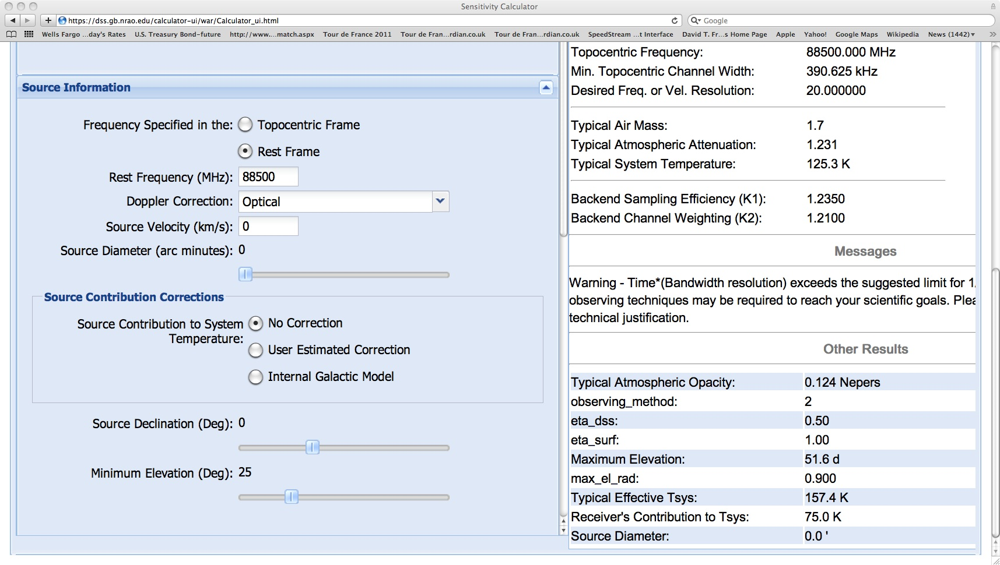 Sensitivity Calculator
https://dss.gb.nrao.edu/calculator-ui/war/Calculator_ui.html
Google
Wells Fargo ...day's Rates U.S. Treasury Bond-future http://www....match.aspx Tour de France 2011 Tour de Fran...rdian.co.uk Tour de Fran...rdian.co.uk SpeedStream ...t Interface David T. Fr...s Home Page Apple Yahoo! Google Maps Wikipedia News (1442)
Source Information
Frequency Specified in the: Topocentric Frame
Rest Frame
Rest Frequency (MHz): 88500
Doppler Correction: Optical
Source Velocity (km/s): 0
Source Diameter (arc minutes): 0
Source Contribution Corrections
Source Contribution to System
Temperature:
No Correction
User Estimated Correction
Internal Galactic Model
Source Declination (Deg): 0
Minimum Elevation (Deg): 25
Topocentric Frequency: 88500.000 MHz
Min. Topocentric Channel Width: 390.625 kHz
Desired Freq. or Vel. Resolution: 20.000000
Typical Air Mass: 1.7
Typical Atmospheric Attenuation: 1.231
Typical System Temperature: 125.3 K
Backend Sampling Efficiency (K1): 1.2350
Backend Channel Weighting (K2): 1.2100
Messages
Warning - Time*(Bandwidth resolution) exceeds the suggested limit for 1
observing techniques may be required to reach your scientific goals. Plea
technical justification.
Other Results
Typical Atmospheric Opacity: 0.124 Nepers
observing_method: 2
eta_dss: 0.50
eta_surf: 1.00
Maximum Elevation: 51.6 d
max_el_rad: 0.900
Typical Effective Tsys: 157.4 K
Receiver's Contribution to Tsys: 75.0 K
Source Diameter: 0.0 '